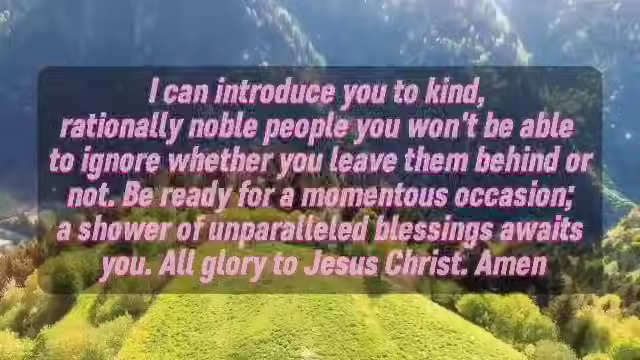 I can introduce you to kind,
rationally noble people you won't be able
to ignore whether you leave them behind or
not. Be ready for a momentous occasion;
a shower of unparalleled blessings awaits
you. All glory to Jesus Christ. Amen